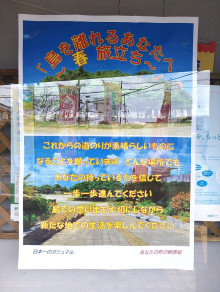 「島を離れるあなたへ
～春 旅立ち～」
これからの道のりが素晴らしいものに
なることを願っています。どんな場所でも
あなたの持っている力を信じて
一歩一歩進んでください
島での思い出も大切にしながら
新たな地での生活を楽しんでください
日本一のガジュマル
あなたの町の郵便局